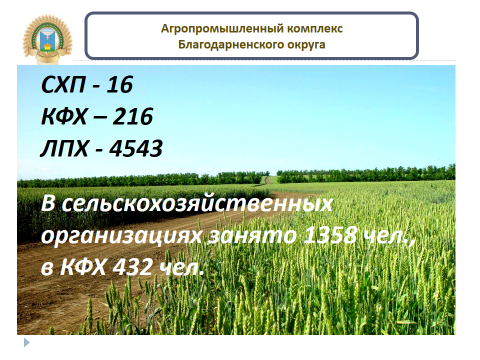 Агропромышленный комплекс
Благодарненского округа
СХП - 16
КФХ – 216
ЛПХ - 4543
В сельскохозяйственных
организациях занято 1358 чел.,
в КФХ 432 чел.